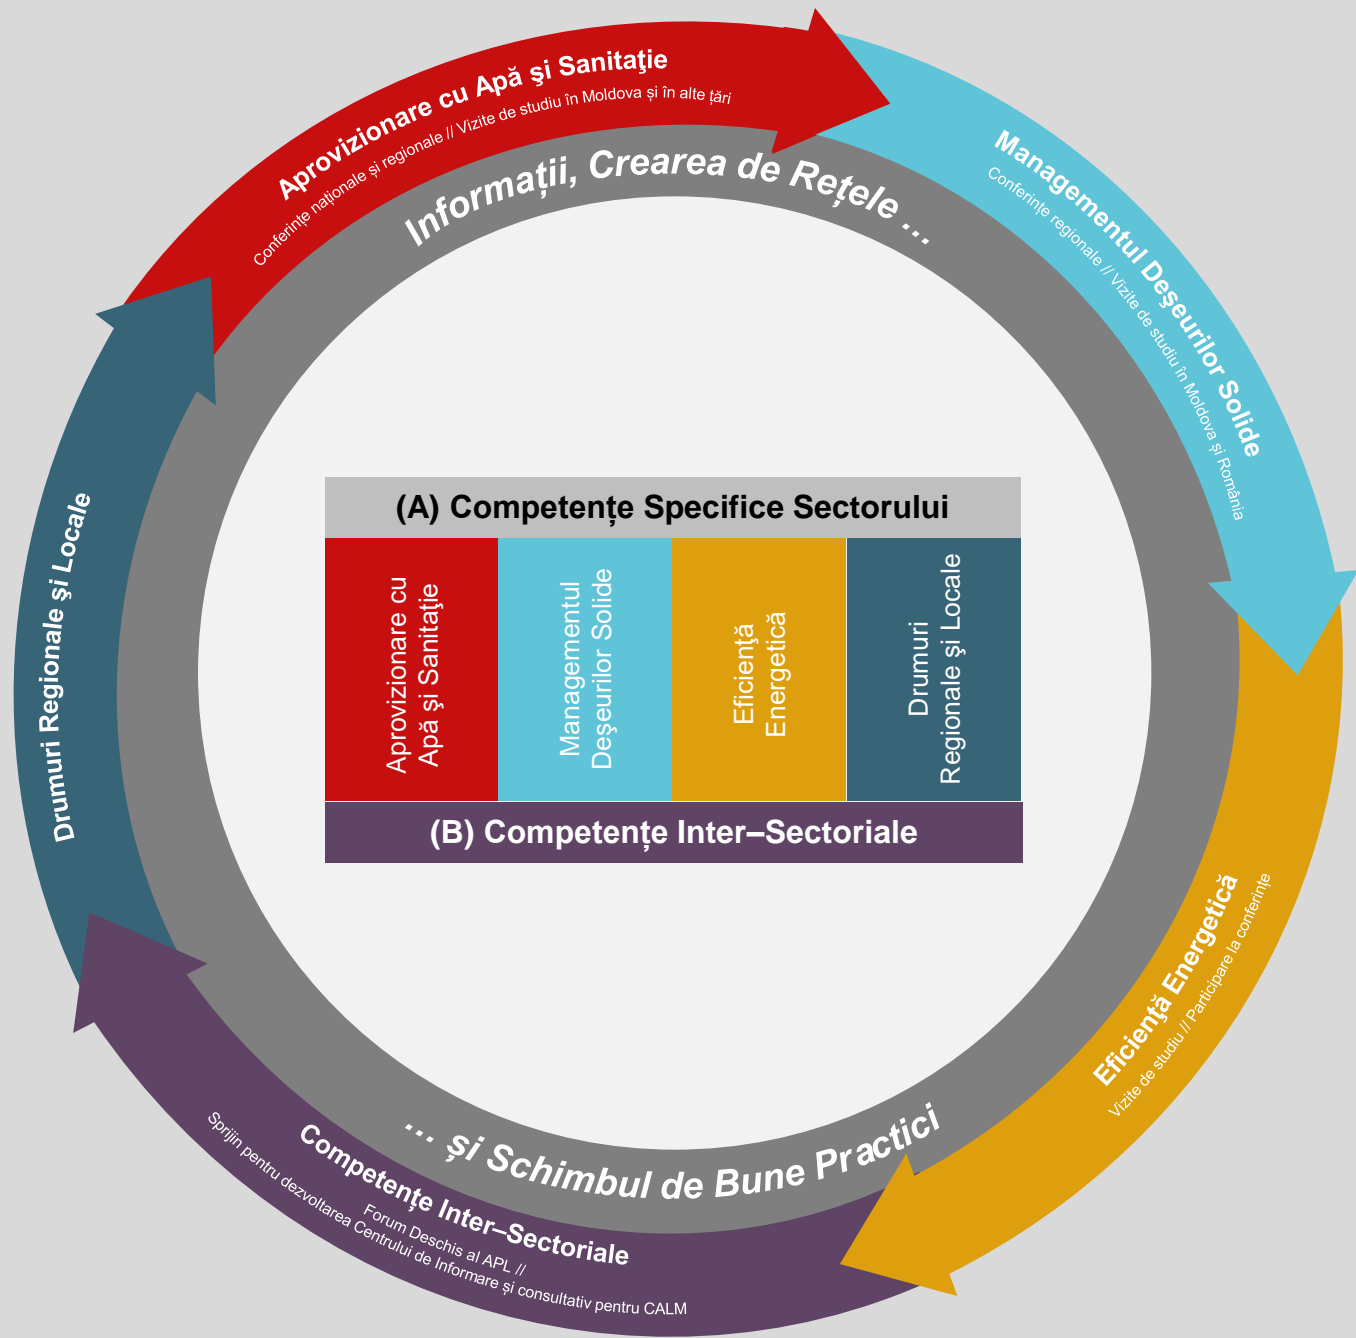 Aprovizionare cu Apă şi Sanitaţie
Conferințe naționale și regionale // Vizite de studiu în Moldova și în alte țări
Informații, Crearea de Rețele ...
Managementul Deşeurilor Solide
Conferințe regionale // Vizite de studiu în Moldova și România
Drumuri Regionale şi Locale
(A) Competențe Specifice Sectorului
Aprovizionare cu
Apă şi Sanitaţie
Managementul
Deşeurilor Solide
Eficienţă
Energetică
Drumuri
Regionale şi Locale
(B) Competențe Inter–Sectoriale
Eficienţă Energetică
Vizite de studiu // Participare la conferințe
... și Schimbul de Bune Practici
Competențe Inter–Sectoriale
Forum Deschis al APL //
Sprijin pentru dezvoltarea Centrului de Informare și consultativ pentru CALM